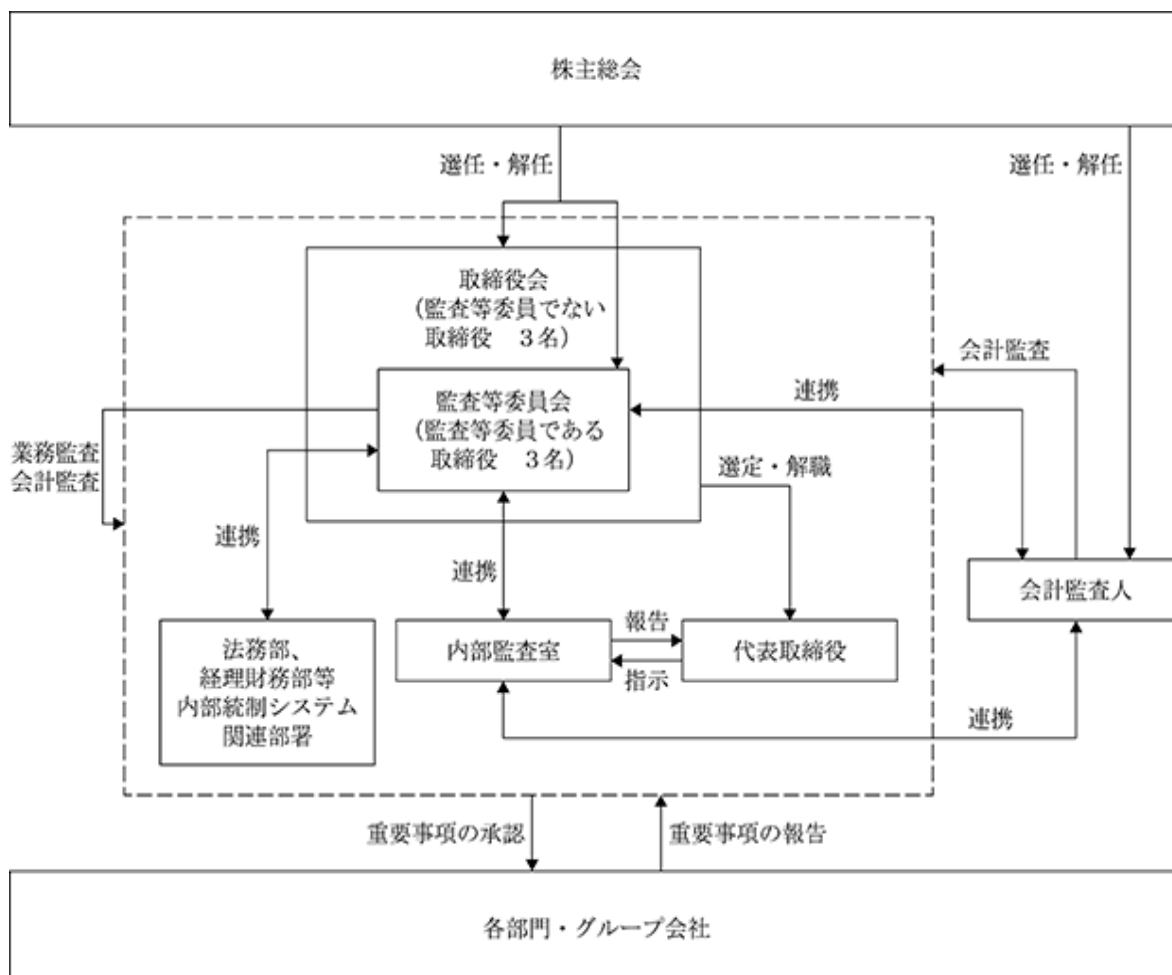 株主総会
選任・解任
選任・解任
取締役会
（監査等委員でない
取締役　３名）
会計監査
監査等委員会
（監査等委員である
取締役　３名）
連携
業務監査
会計監査
選定・解職
連携
連携
会計監査人
法務部、
経理財務部等
内部統制システム
関連部署
内部監査室
報告
指示
代表取締役
連携
重要事項の承認
重要事項の報告
各部門・グループ会社